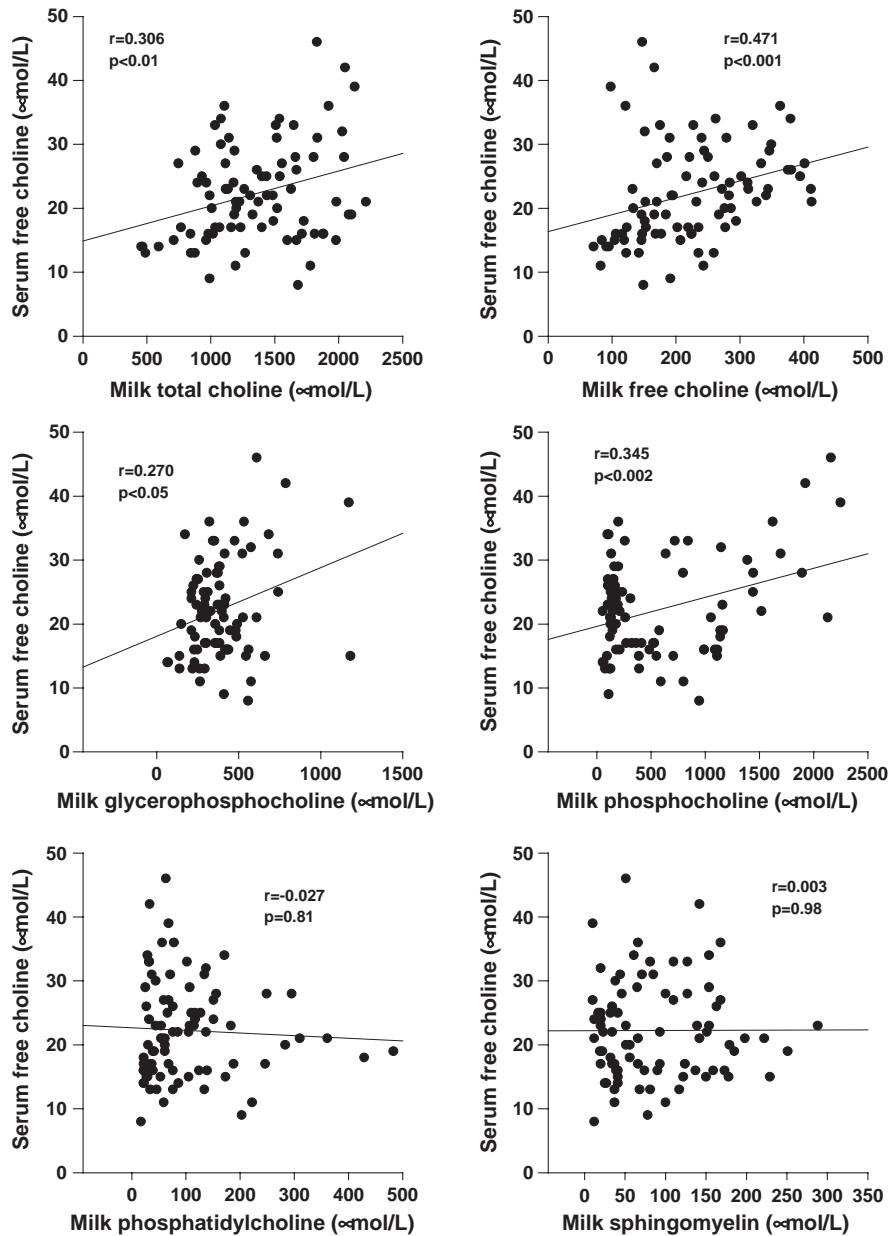 r=0.306
p<0.01
Serum free choline (∝mol/L)
50
40
30
20
10
0
0 500 1000 1500 2000 2500
Milk total choline (∝mol/L)
r=0.471
p<0.001
Serum free choline (∝mol/L)
50
40
30
20
10
0
0 100 200 300 400 500
Milk free choline (∝mol/L)
r=0.270
p<0.05
Serum free choline (∝mol/L)
50
40
30
20
10
0
0 500 1000 1500
Milk glycerophosphocholine (∝mol/L)
r=0.345
p<0.002
Serum free choline (∝mol/L)
50
40
30
20
10
0
0 500 1000 1500 2000 2500
Milk phosphocholine (∝mol/L)
r=-0.027
p=0.81
Serum free choline (∝mol/L)
50
40
30
20
10
0
0 100 200 300 400 500
Milk phosphatidylcholine (∝mol/L)
r=0.003
p=0.98
Serum free choline (∝mol/L)
50
40
30
20
10
0
0 50 100 150 200 250 300 350
Milk sphingomyelin (∝mol/L)